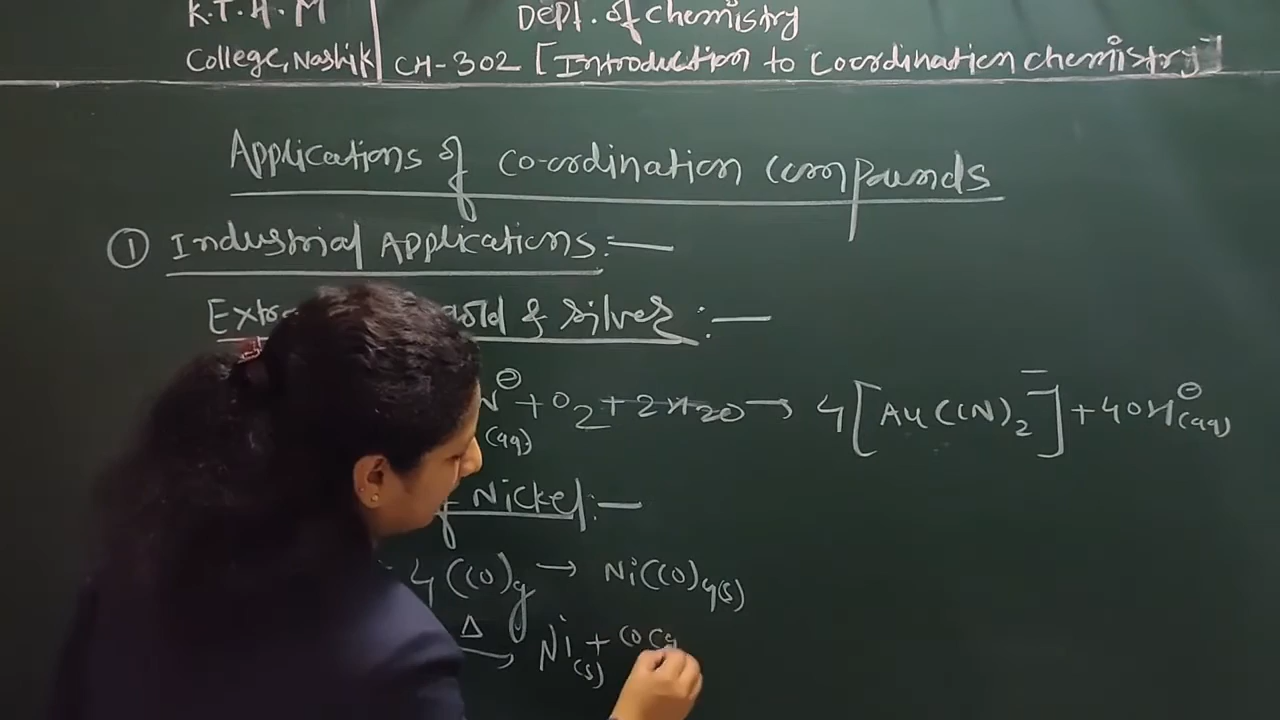 K.T.H.M Dept. of chemistry
College, Nashik CH-302 [Introduction to coordination chemistry]
Applications of co-ordination compounds
① Industrial Applications:—
gold & silver :—
⊖ + O2 + 2H2O → 4[Au(CN)2]¯ + 4OH⊖(aq)
(aq)
Nickel :—
4(CO)g → Ni(CO)4(s)
Δ→ Ni(s) + CO(g